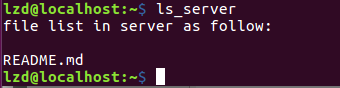 lzd@localhost:~$ ls_server
file list in server as follow:

README.md
lzd@localhost:~$